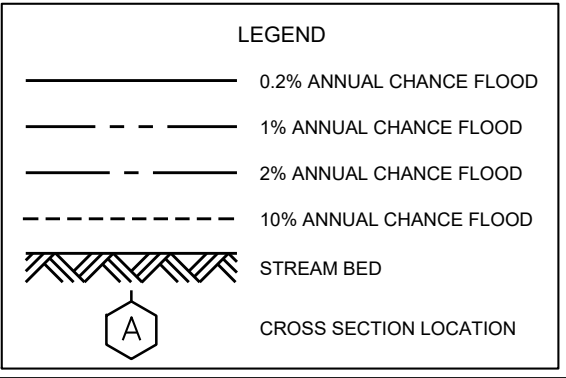 LEGEND
0.2% ANNUAL CHANCE FLOOD
1% ANNUAL CHANCE FLOOD
2% ANNUAL CHANCE FLOOD
10% ANNUAL CHANCE FLOOD
STREAM BED
A
CROSS SECTION LOCATION